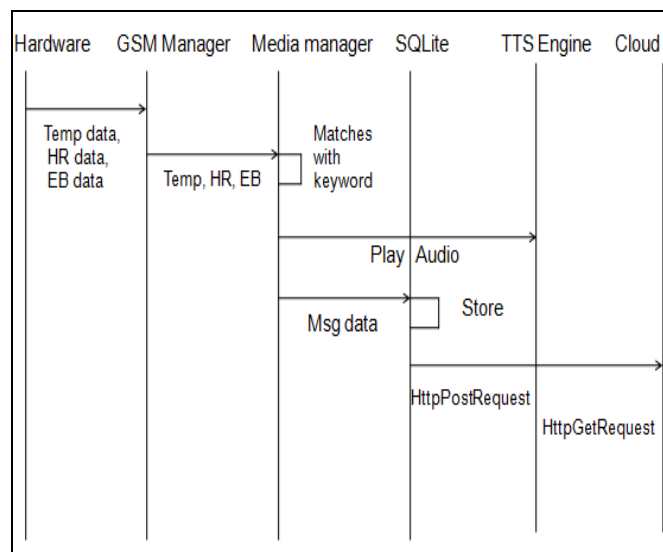 Hardware GSM Manager Media manager SQLite TTS Engine Cloud
Temp data,
HR data,
EB data
Temp, HR, EB
Matches
with
keyword
Play Audio
Msg data
Store
HttpPostRequest
HttpGetRequest